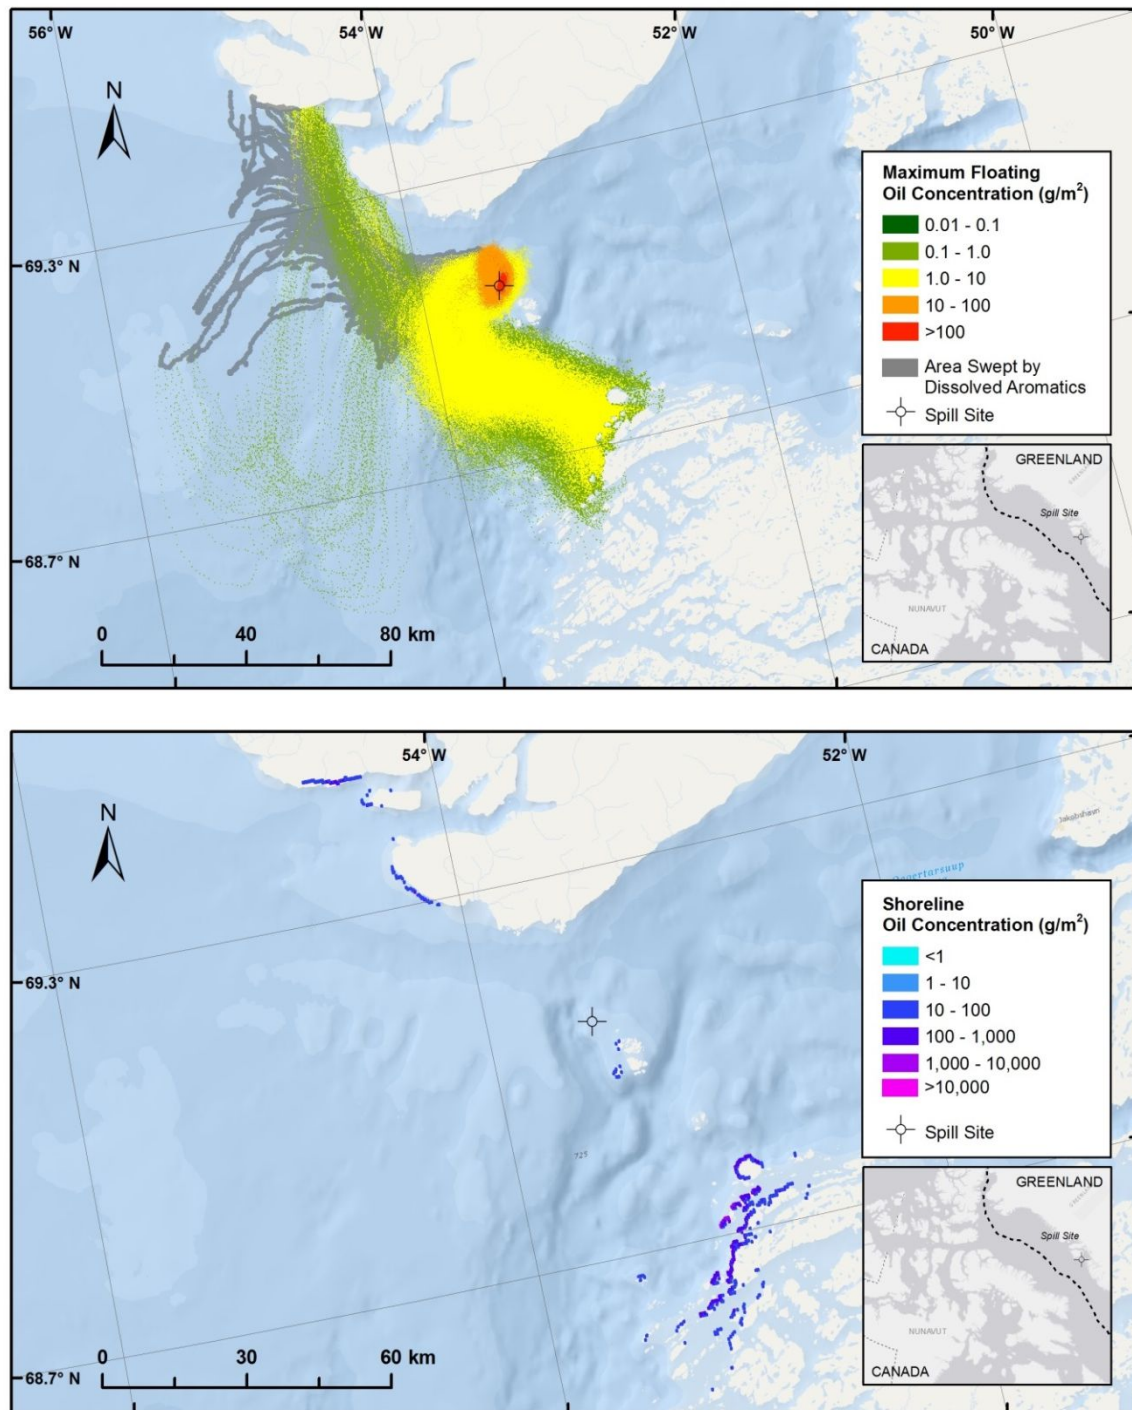 56° W
54° W
52° W
50° W
N
Maximum Floating
Oil Concentration (g/m²)
0.01 - 0.1
0.1 - 1.0
1.0 - 10
10 - 100
>100
Area Swept by
Dissolved Aromatics
Spill Site
69.3° N
GREENLAND
Spill Site
NUNAVUT
CANADA
68.7° N
0 40 80 km
54° W
52° W
N
Shoreline
Oil Concentration (g/m²)
<1
1 - 10
10 - 100
100 - 1,000
1,000 - 10,000
>10,000
Spill Site
69.3° N
725
GREENLAND
Spill Site
NUNAVUT
CANADA
0 30 60 km
68.7° N